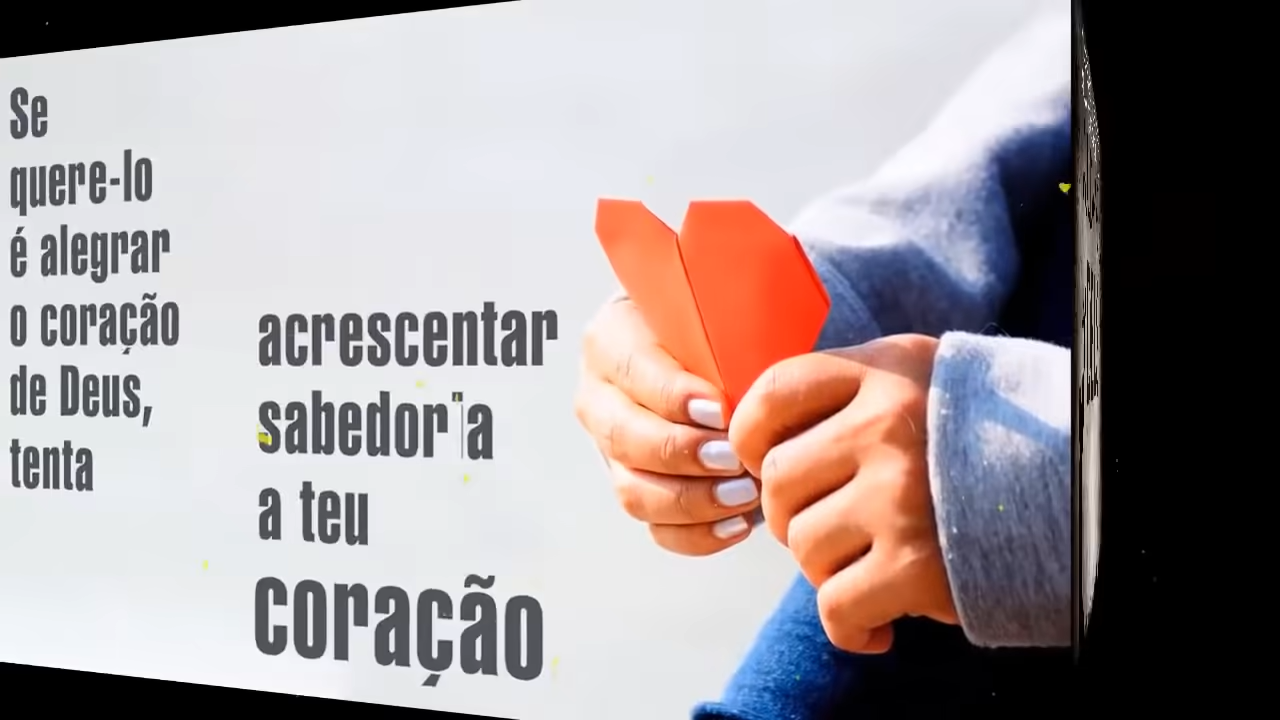 Se
quere-lo
é alegrar
o coração
de Deus,
tenta
acrescentar
sabedoria
a teu
coração